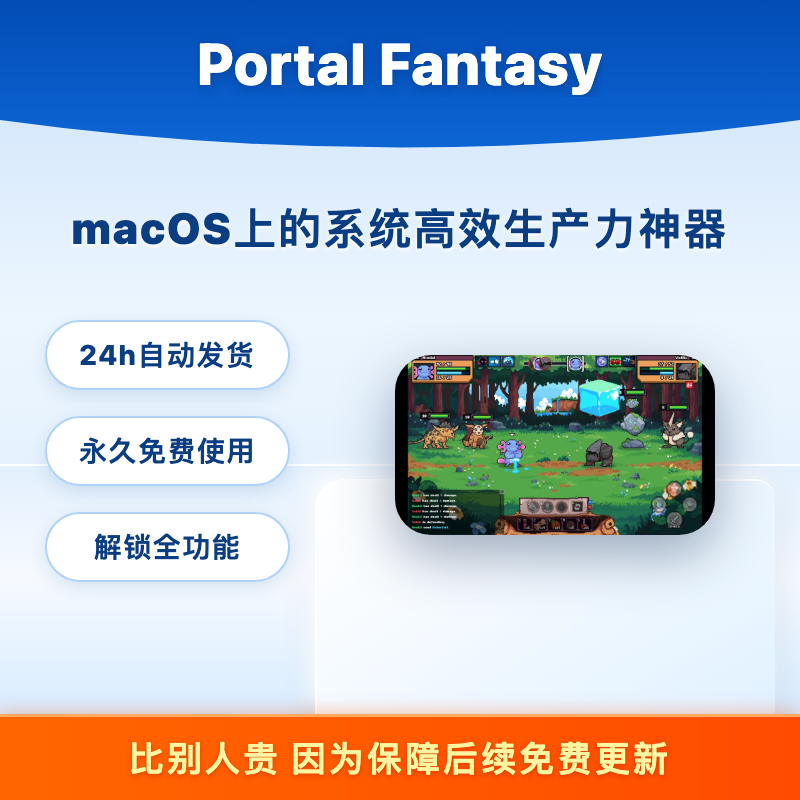 Portal Fantasy
macOS上的系统高效生产力神器
24h自动发货
永久免费使用
解锁全功能
比别人贵 因为保障后续免费更新